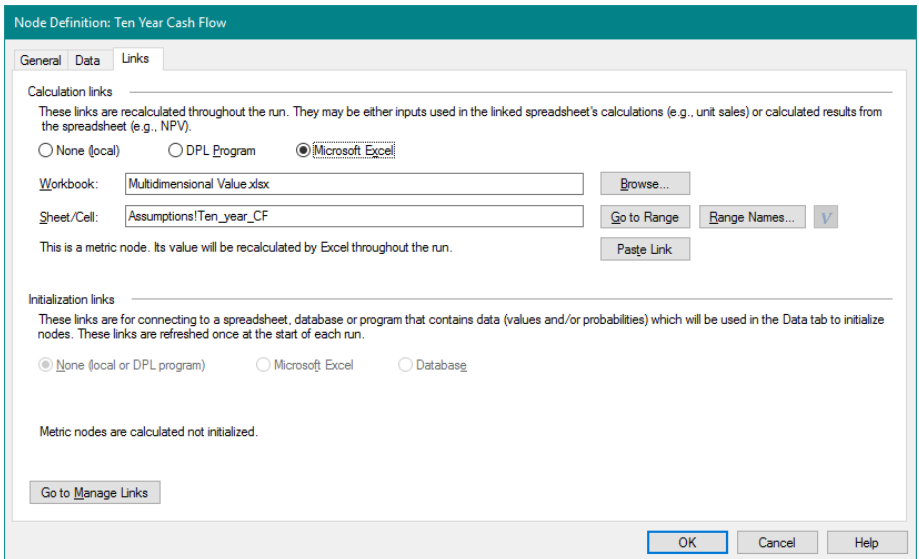 Node Definition: Ten Year Cash Flow
General Data Links
Calculation links
These links are recalculated throughout the run. They may be either inputs used in the linked spreadsheet's calculations (e.g., unit sales) or calculated results from
the spreadsheet (e.g., NPV).
None (local) DPL Program Microsoft Excel
Workbook: Multidimensional Value.xlsx Browse...
Sheet/Cell: Assumptions!Ten_year_CF Go to Range Range Names... V
This is a metric node. Its value will be recalculated by Excel throughout the run. Paste Link
Initialization links
These links are for connecting to a spreadsheet, database or program that contains data (values and/or probabilities) which will be used in the Data tab to initialize
nodes. These links are refreshed once at the start of each run.
None (local or DPL program) Microsoft Excel Database
Metric nodes are calculated not initialized.
Go to Manage Links
OK Cancel Help